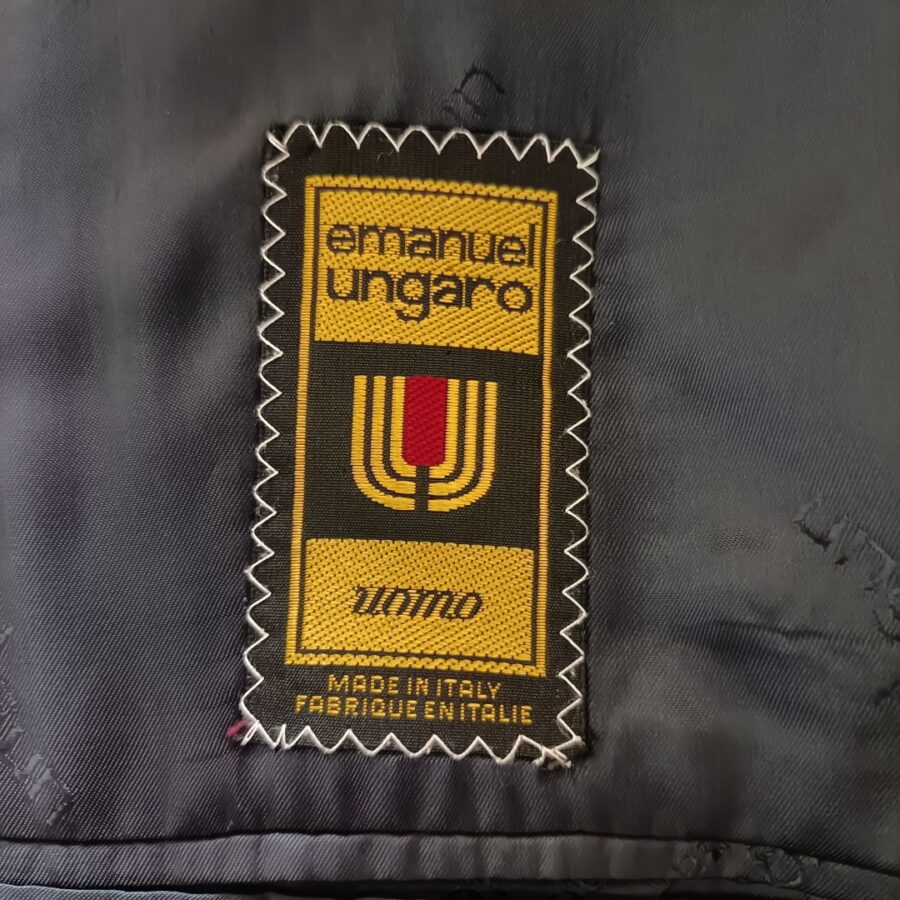 emanuel
ungaro
uomo
MADE IN ITALY
FABRIQUE EN ITALIE